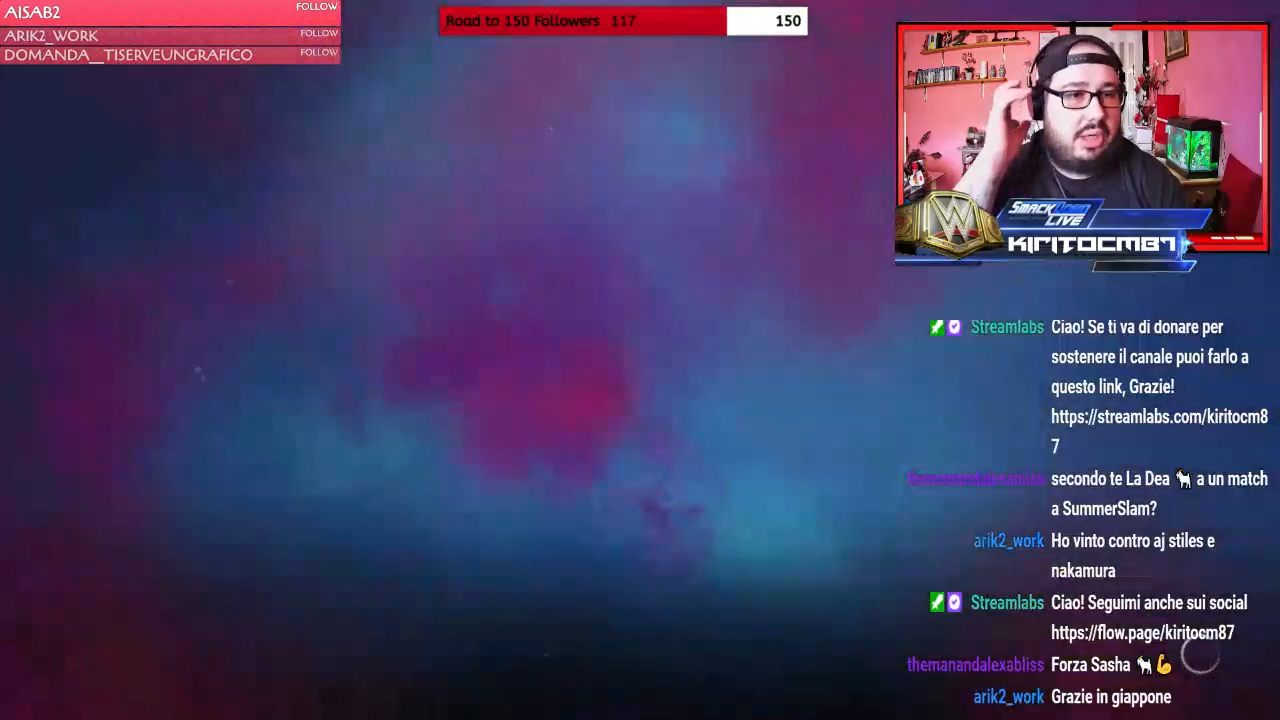 AISAB2 FOLLOW
ARIK2_WORK FOLLOW
DOMANDA__TISERVEUNGRAFICO FOLLOW
Road to 150 Followers 117 150
SMACKDOWN
LIVE
KIRITOCM87
Streamlabs Ciao! Se ti va di donare per
sostenere il canale puoi farlo a
questo link, Grazie!
https://streamlabs.com/kiritocm8
7
themanandalexabliss secondo te La Dea 🐐 a un match
a SummerSlam?
arik2_work Ho vinto contro aj stiles e
nakamura
Streamlabs Ciao! Seguimi anche sui social
https://flow.page/kiritocm87
themanandalexabliss Forza Sasha 🐐💪
arik2_work Grazie in giappone